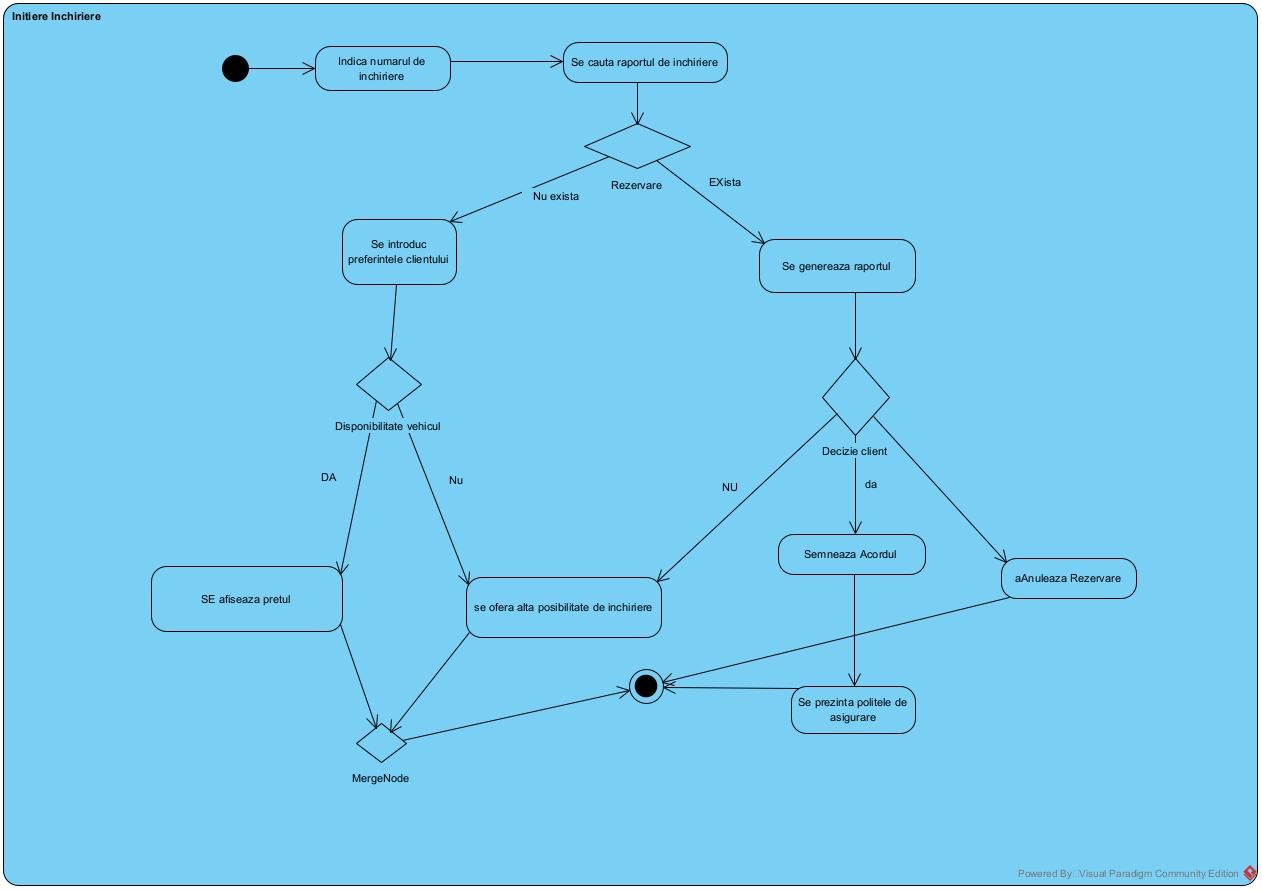 Initiere Inchiriere
Indica numarul de
inchiriere
Se cauta raportul de inchiriere
Rezervare
Nu exista
EXista
Se introduc
preferintele clientului
Se genereaza raportul
Disponibilitate vehicul
Decizie client
DA
Nu
NU
da
Semneaza Acordul
aAnuleaza Rezervare
SE afiseaza pretul
se ofera alta posibilitate de inchiriere
Se prezinta politele de
asigurare
MergeNode
Powered By Visual Paradigm Community Edition